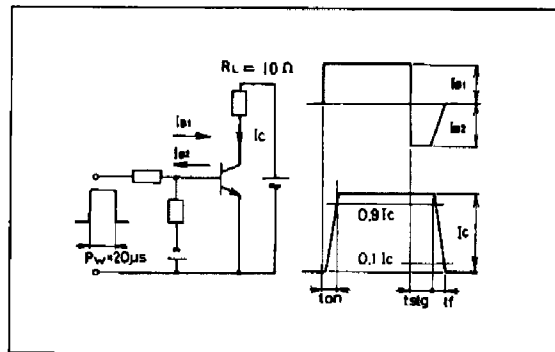 RL = 10 Ω
IB1
IB2
Ic
Pw=20μs
IB1
IB2
0.9 Ic
Ic
0.1 Ic
ton
tstg
tf